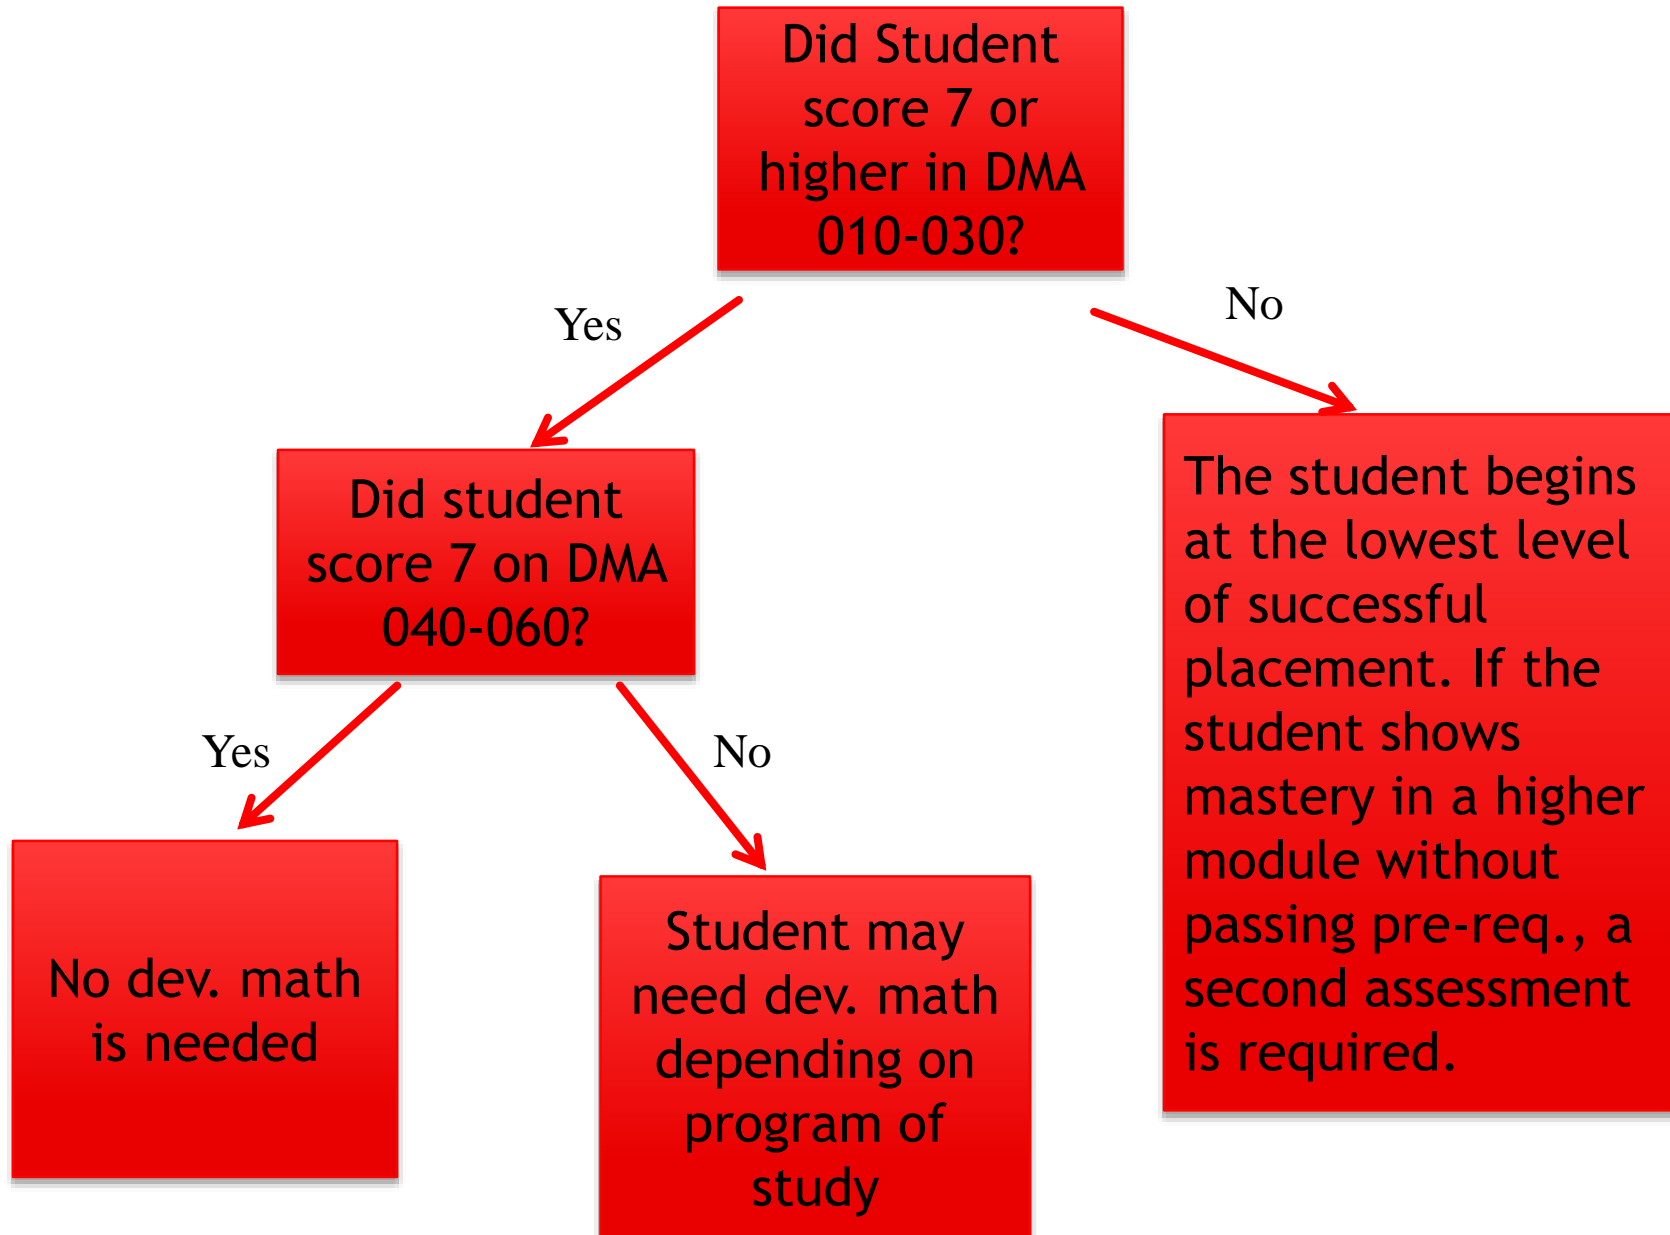 Did Student
score 7 or
higher in DMA
010-030?
Yes
No
Did student
score 7 on DMA
040-060?
The student begins
at the lowest level
of successful
placement. If the
student shows
mastery in a higher
module without
passing pre-req., a
second assessment
is required.
Yes
No
No dev. math
is needed
Student may
need dev. math
depending on
program of
study